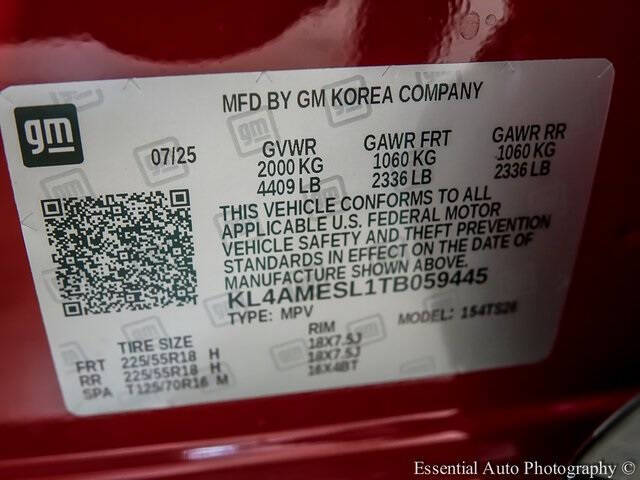 gm
MFD BY GM KOREA COMPANY
07/25
GVWR GAWR FRT GAWR RR
2000 KG 1060 KG 1060 KG
4409 LB 2336 LB 2336 LB
THIS VEHICLE CONFORMS TO ALL
APPLICABLE U.S. FEDERAL MOTOR
VEHICLE SAFETY AND THEFT PREVENTION
STANDARDS IN EFFECT ON THE DATE OF
MANUFACTURE SHOWN ABOVE.
KL4AMESL1TB059445
TYPE: MPV MODEL: 1S4TS26
TIRE SIZE RIM
FRT 225/55R18 H 18X7.5J
RR 225/55R18 H 18X7.5J
SPA T125/70R16 M 16X4BT
Essential Auto Photography ©